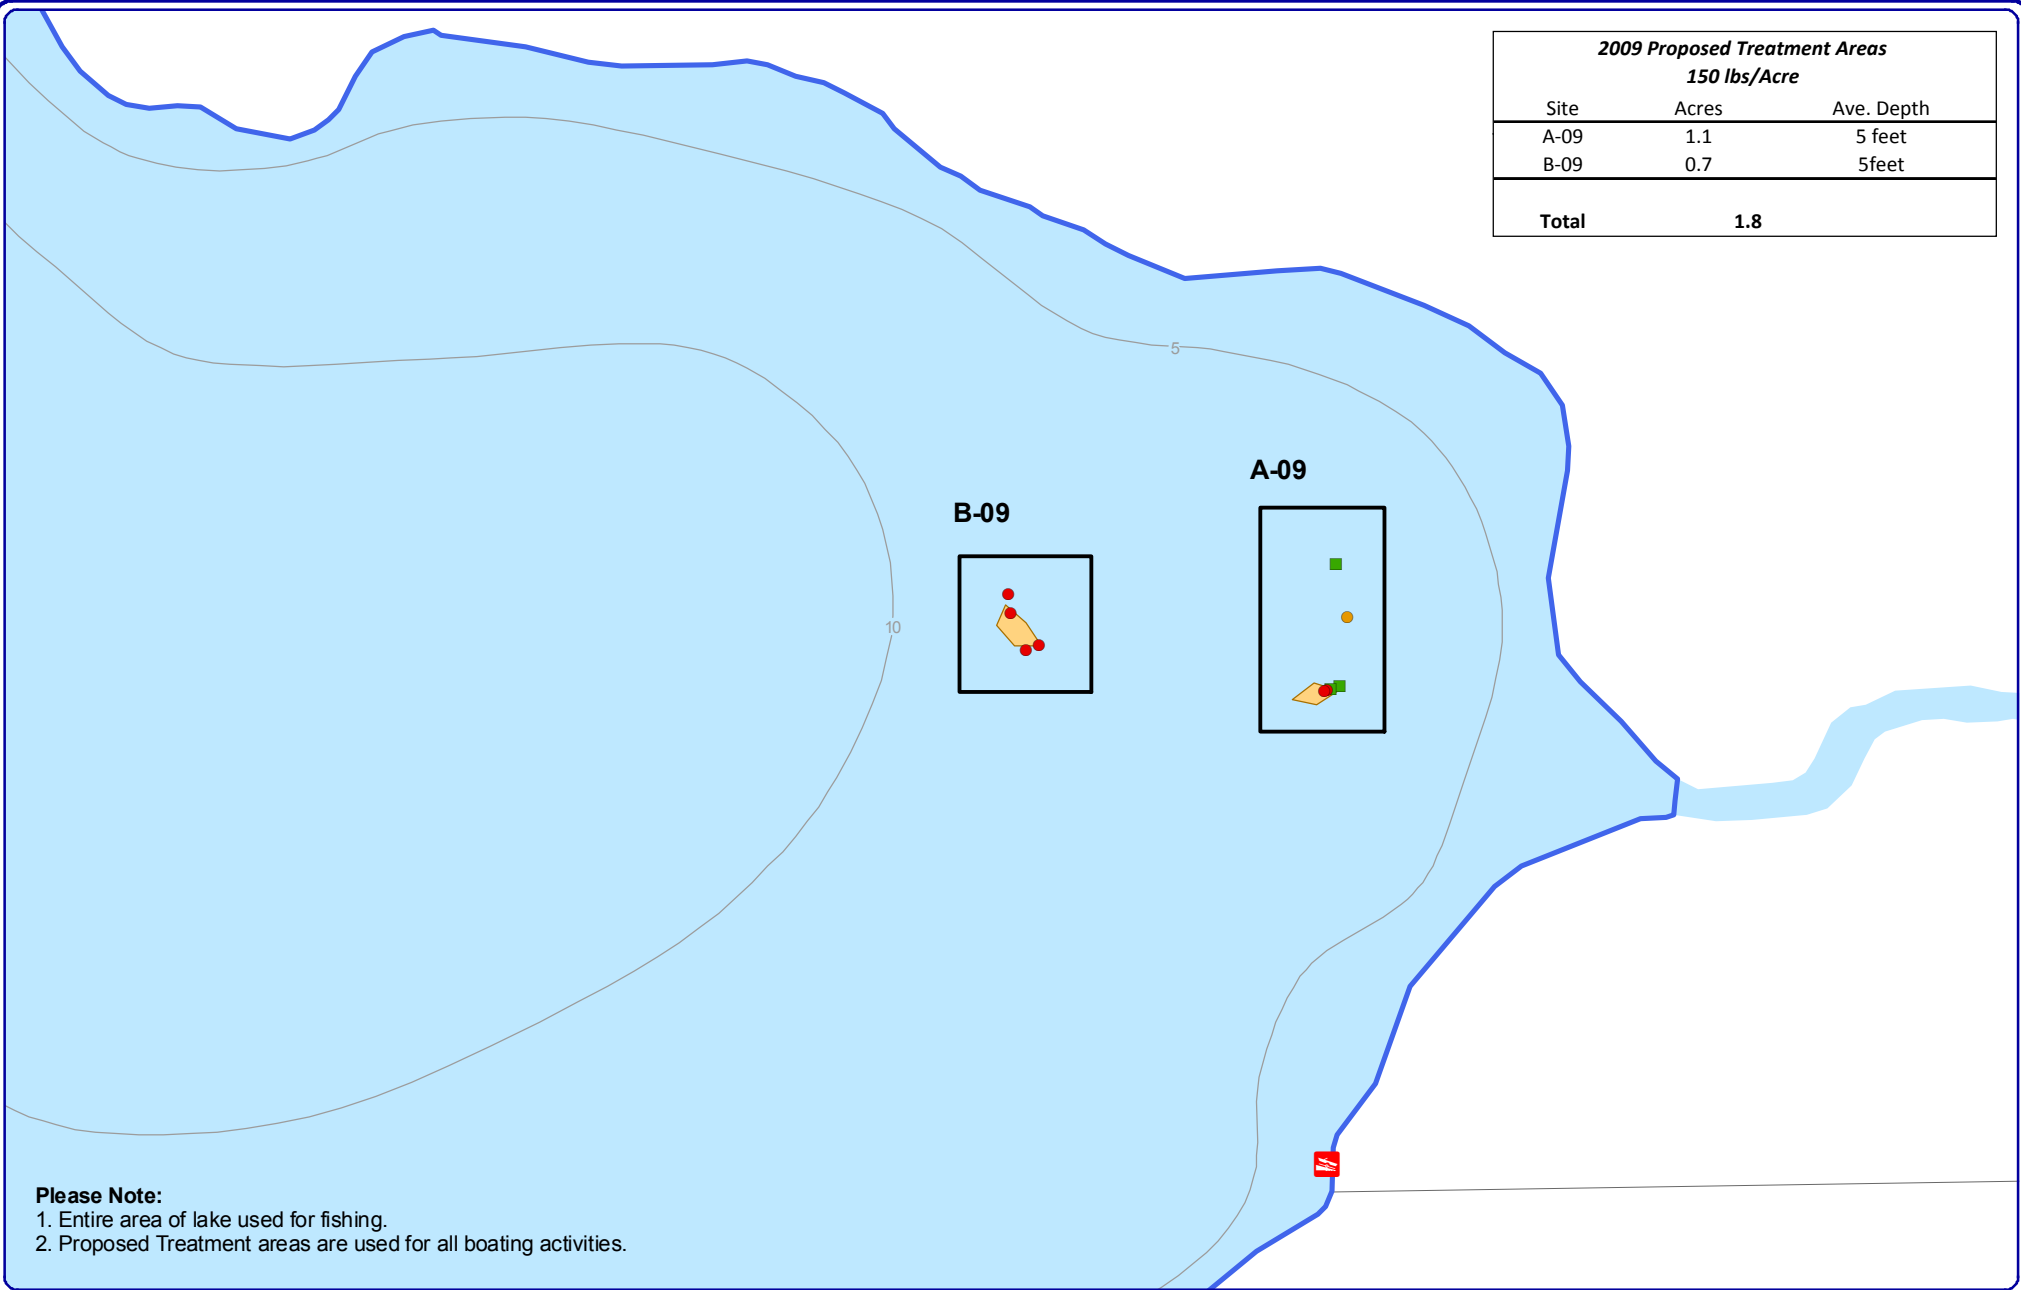 2009 Proposed Treatment Areas
150 lbs/Acre
Site Acres Ave. Depth
A-09 1.1 5 feet
B-09 0.7 5feet
Total 1.8
5
A-09
B-09
10
Please Note:
1. Entire area of lake used for fishing.
2. Proposed Treatment areas are used for all boating activities.